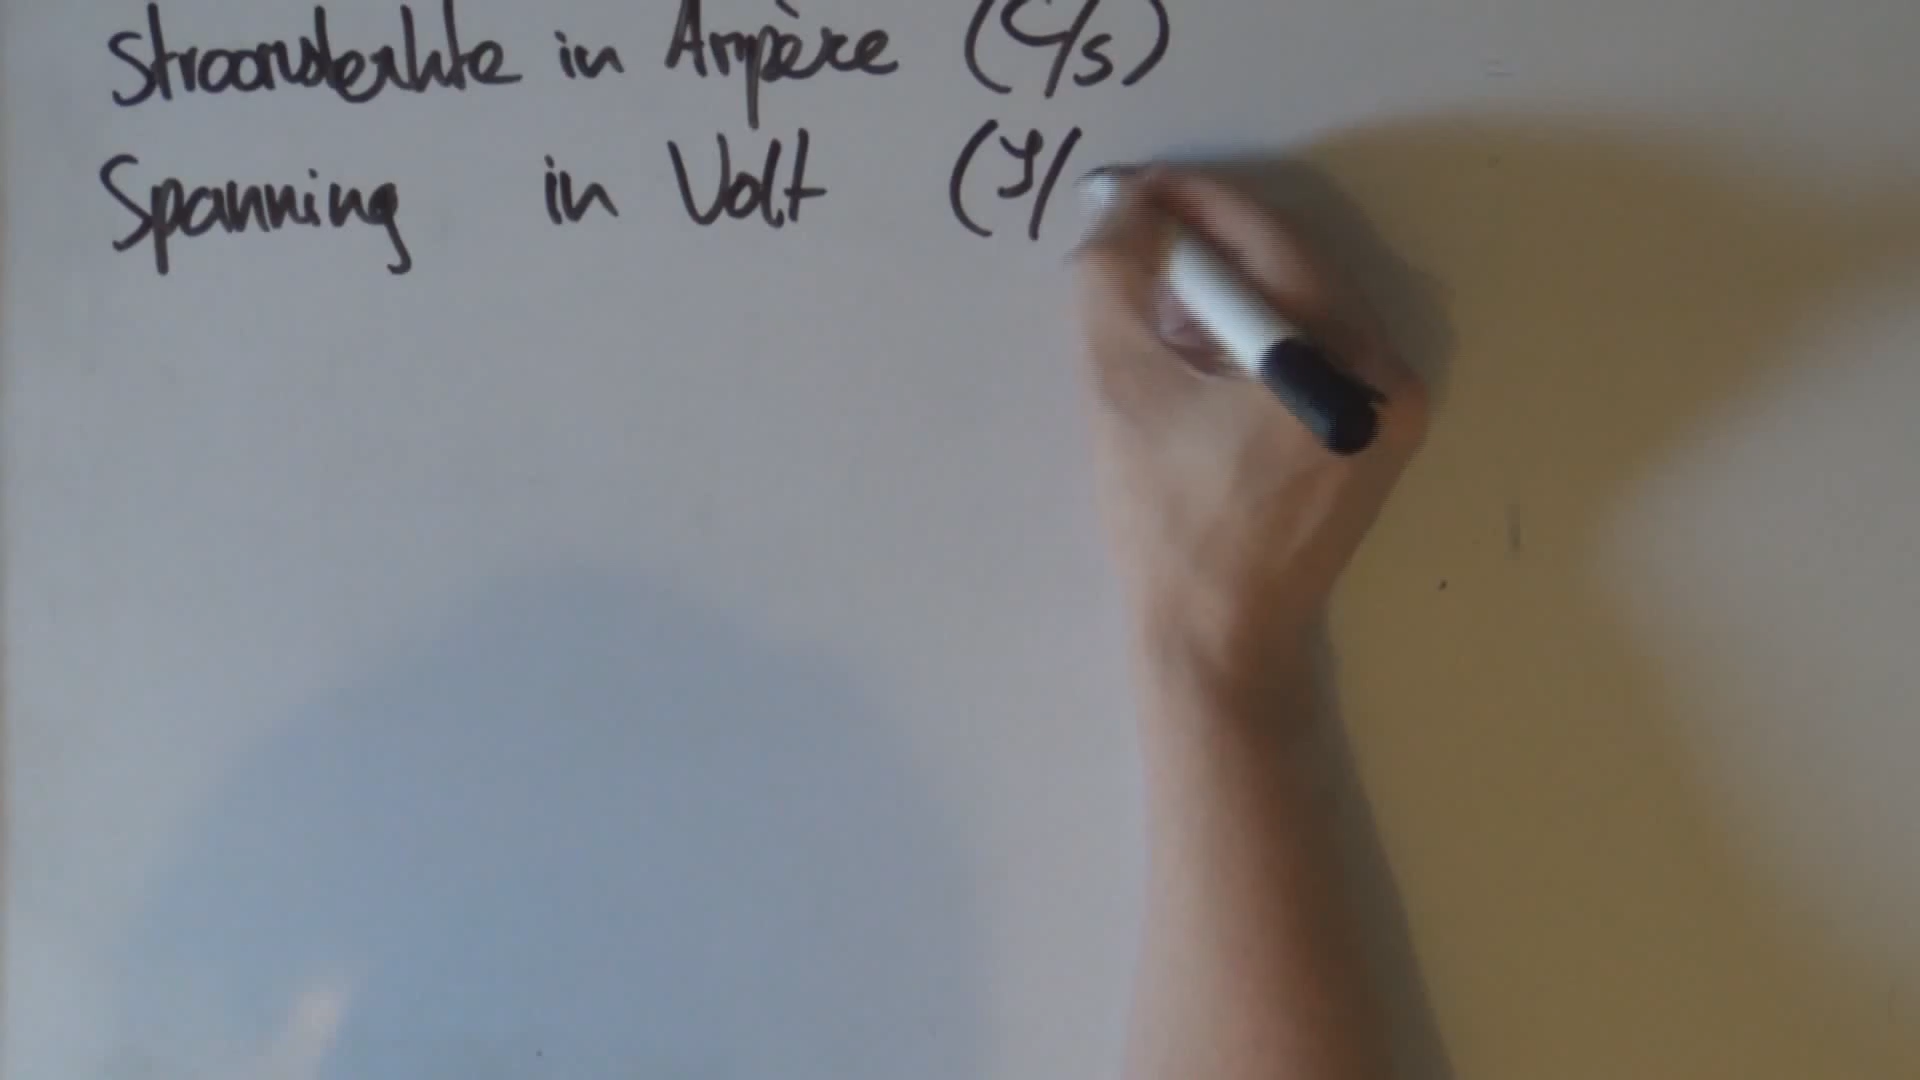 Stroomsterkte in Ampère (C/s)
Spanning in Volt (J/